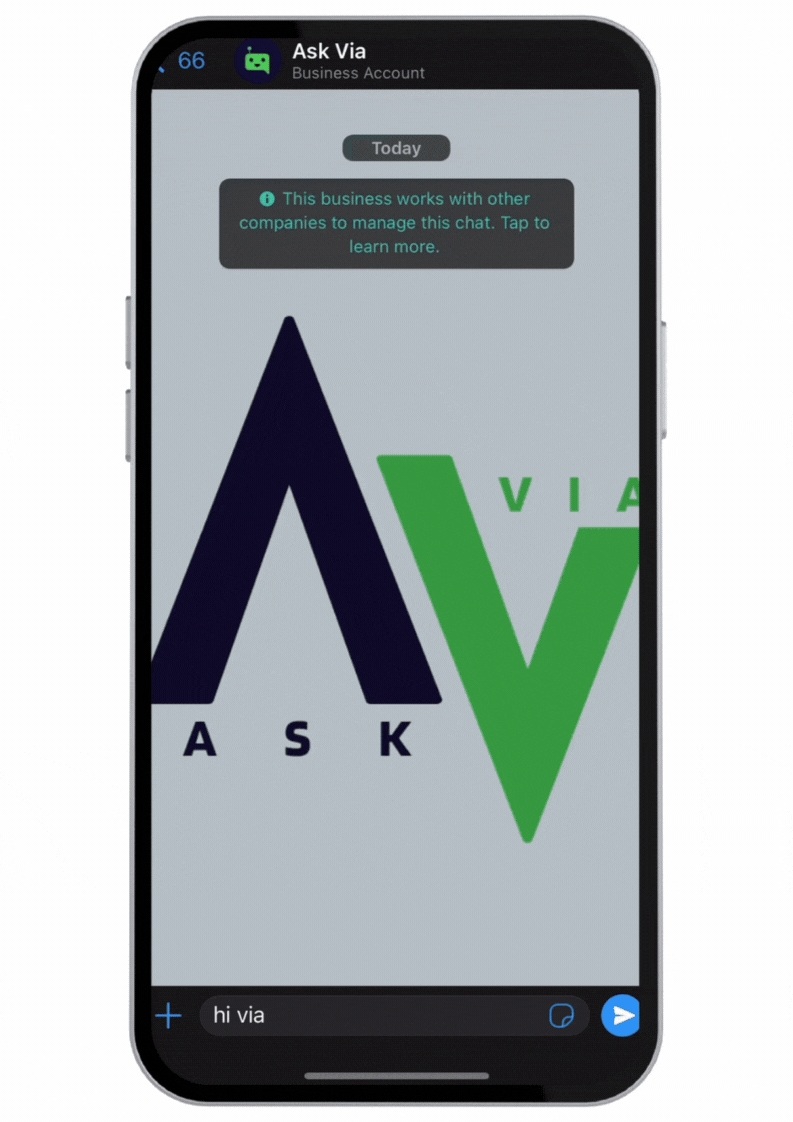 66
Ask Via
Business Account
Today
This business works with other
companies to manage this chat. Tap to
learn more.
VIA
ASK
hi via